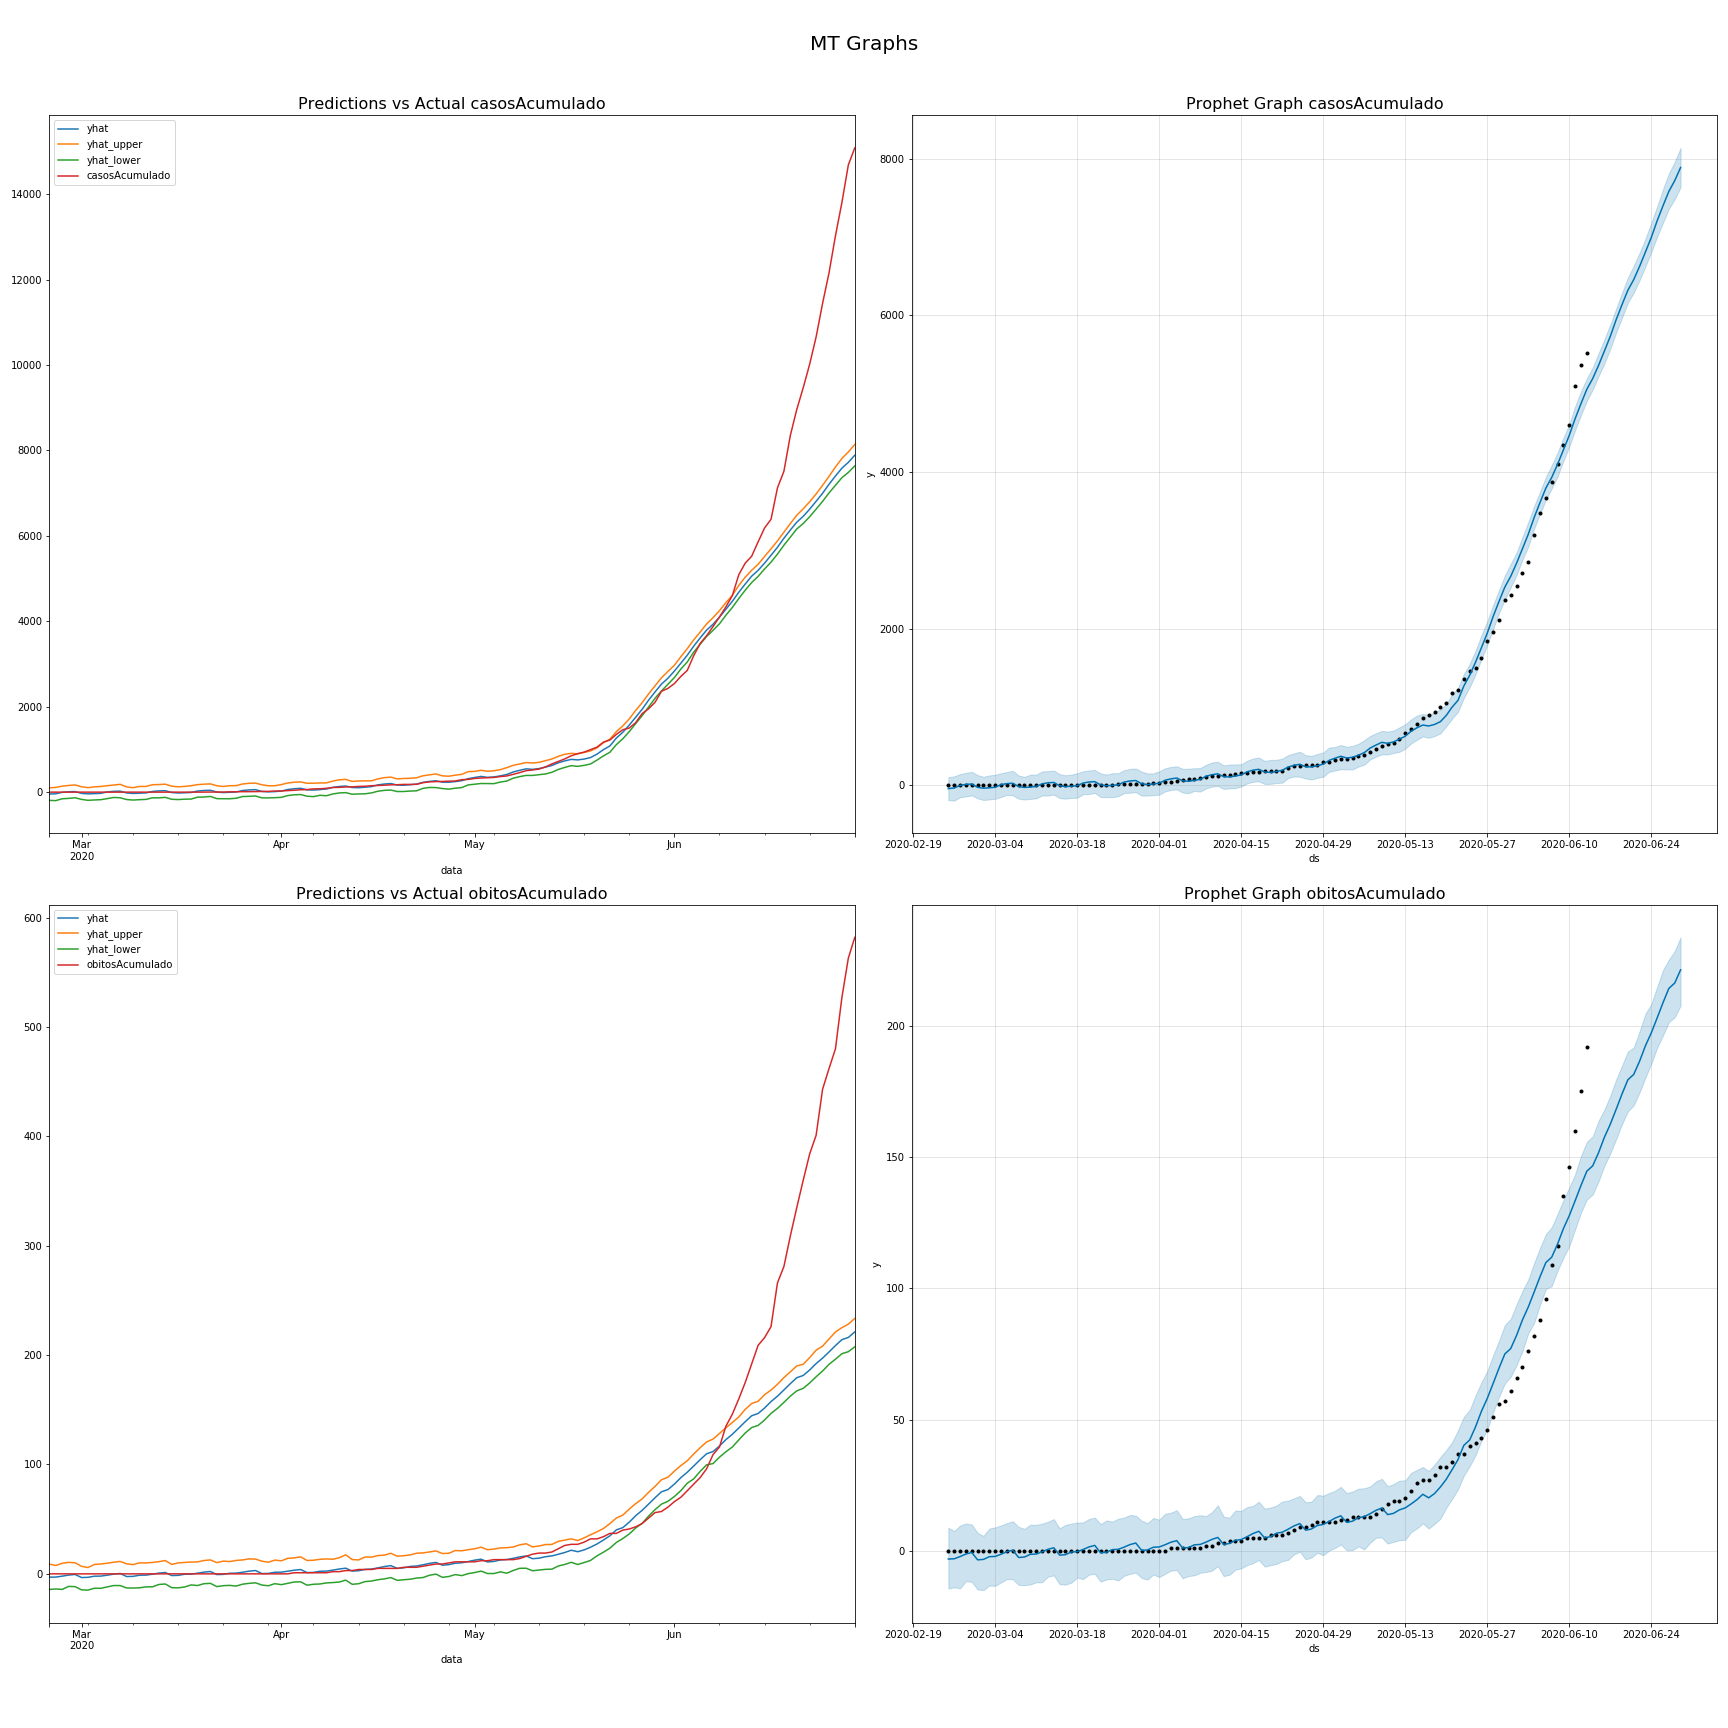 MT Graphs
Predictions vs Actual casosAcumulado
yhat
yhat_upper
yhat_lower
casosAcumulado
14000
12000
10000
8000
6000
4000
2000
0
Mar
2020
Apr
May
Jun
data
Prophet Graph casosAcumulado
8000
6000
4000
2000
0
y
2020-02-19 2020-03-04 2020-03-18 2020-04-01 2020-04-15 2020-04-29 2020-05-13 2020-05-27 2020-06-10 2020-06-24
ds
Predictions vs Actual obitosAcumulado
yhat
yhat_upper
yhat_lower
obitosAcumulado
600
500
400
300
200
100
0
Mar
2020
Apr
May
Jun
data
Prophet Graph obitosAcumulado
200
150
100
50
0
y
2020-02-19 2020-03-04 2020-03-18 2020-04-01 2020-04-15 2020-04-29 2020-05-13 2020-05-27 2020-06-10 2020-06-24
ds